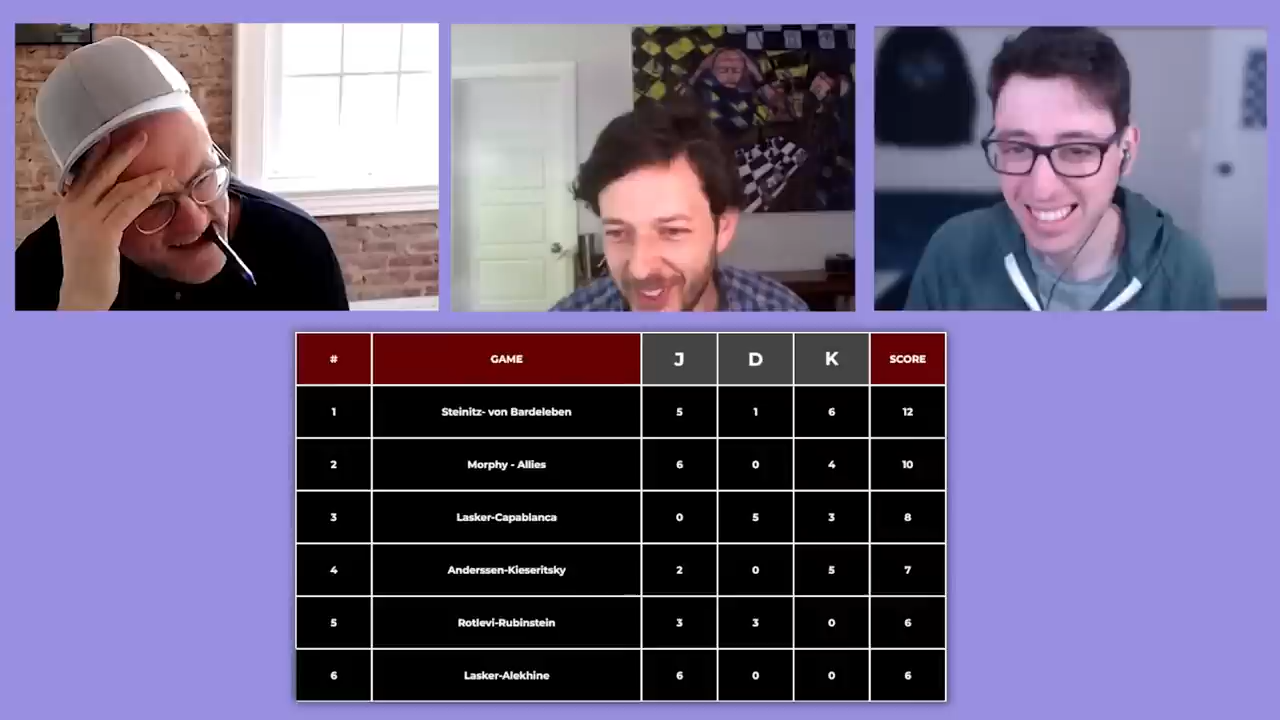 # GAME J D K SCORE
1 Steinitz- von Bardeleben 5 1 6 12
2 Morphy - Allies 6 0 4 10
3 Lasker-Capablanca 0 5 3 8
4 Anderssen-Kieseritsky 2 0 5 7
5 Rotlevi-Rubinstein 3 3 0 6
6 Lasker-Alekhine 6 0 0 6